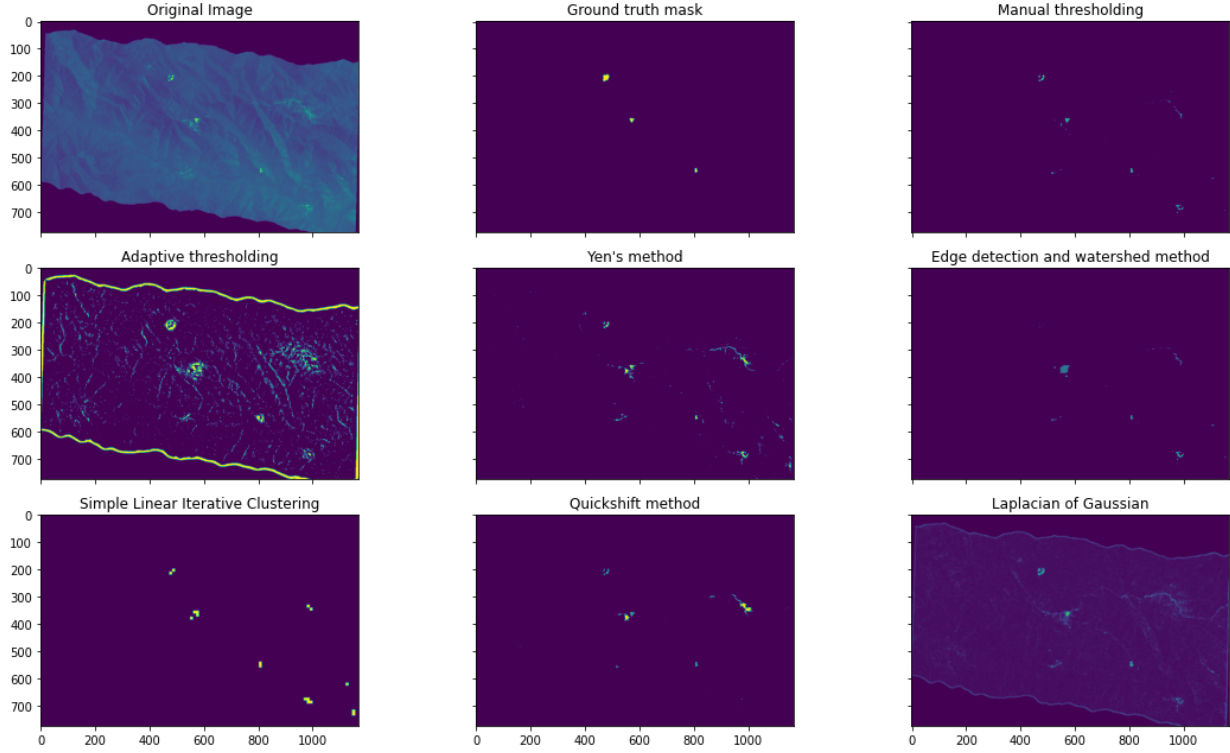 Original Image
Ground truth mask
Manual thresholding
0
100
200
300
400
500
600
700
Adaptive thresholding
Yen's method
Edge detection and watershed method
0
100
200
300
400
500
600
700
Simple Linear Iterative Clustering
Quickshift method
Laplacian of Gaussian
0
100
200
300
400
500
600
700
0 200 400 600 800 1000
0 200 400 600 800 1000
0 200 400 600 800 1000